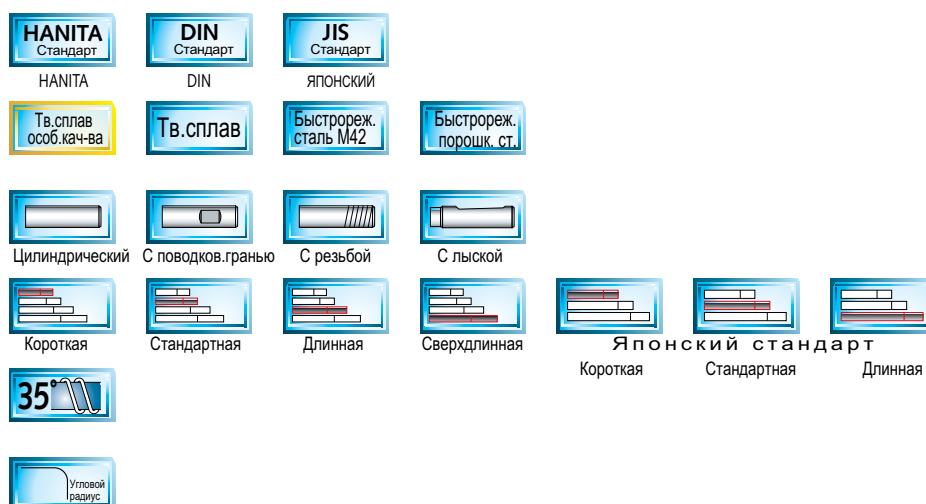 HANITA
Стандарт
DIN
Стандарт
JIS
Стандарт
HANITA
DIN
ЯПОНСКИЙ
Тв.сплав
особ.кач-ва
Тв.сплав
Быстрореж.
сталь M42
Быстрореж.
порошк. ст.
Цилиндрический
С поводков.гранью
С резьбой
С лыской
Короткая
Стандартная
Длинная
Сверхдлинная
Японский стандарт
Короткая
Стандартная
Длинная
35°
Угловой
радиус